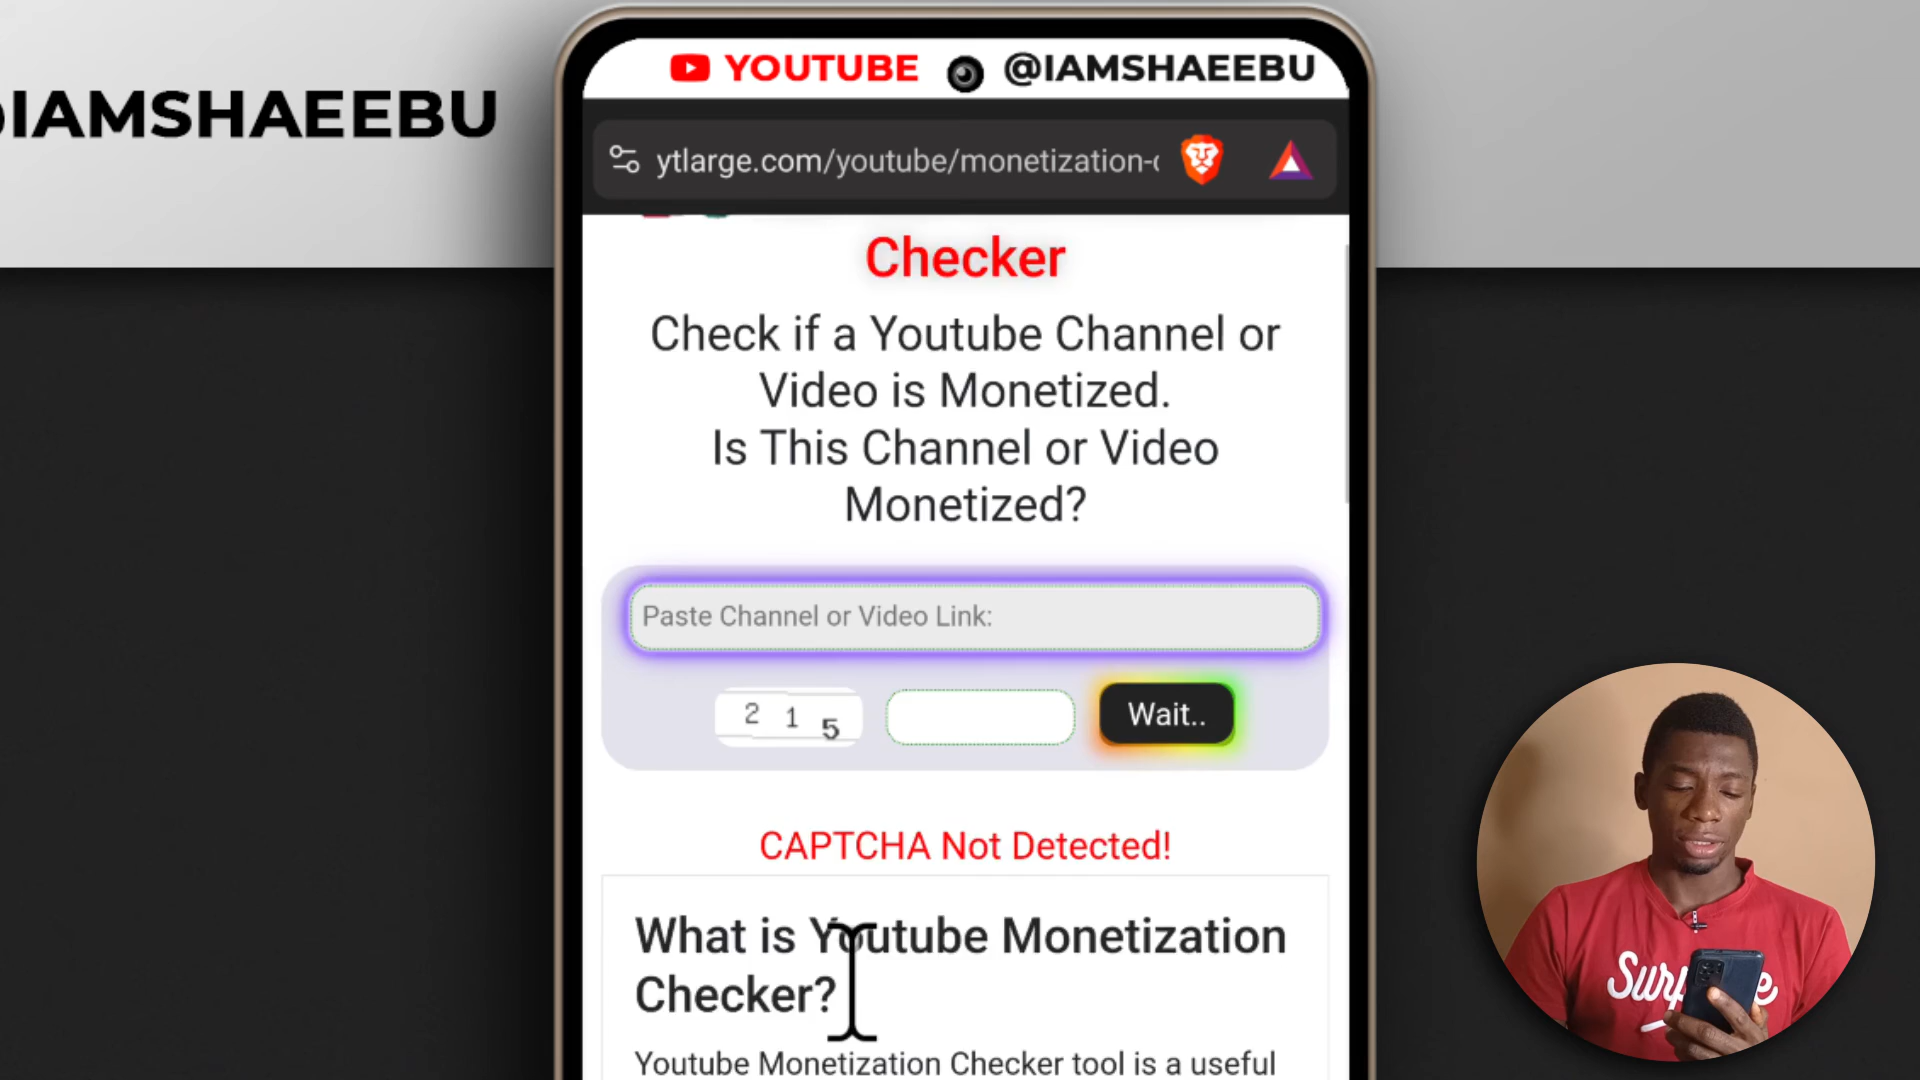 YOUTUBE @IAMSHAEEBU
IAMSHAEEBU
ytlarge.com/youtube/monetization-
Checker
Check if a Youtube Channel or
Video is Monetized.
Is This Channel or Video
Monetized?
Paste Channel or Video Link:
2 1 5
Wait..
CAPTCHA Not Detected!
What is Youtube Monetization
Checker?
Youtube Monetization Checker tool is a useful